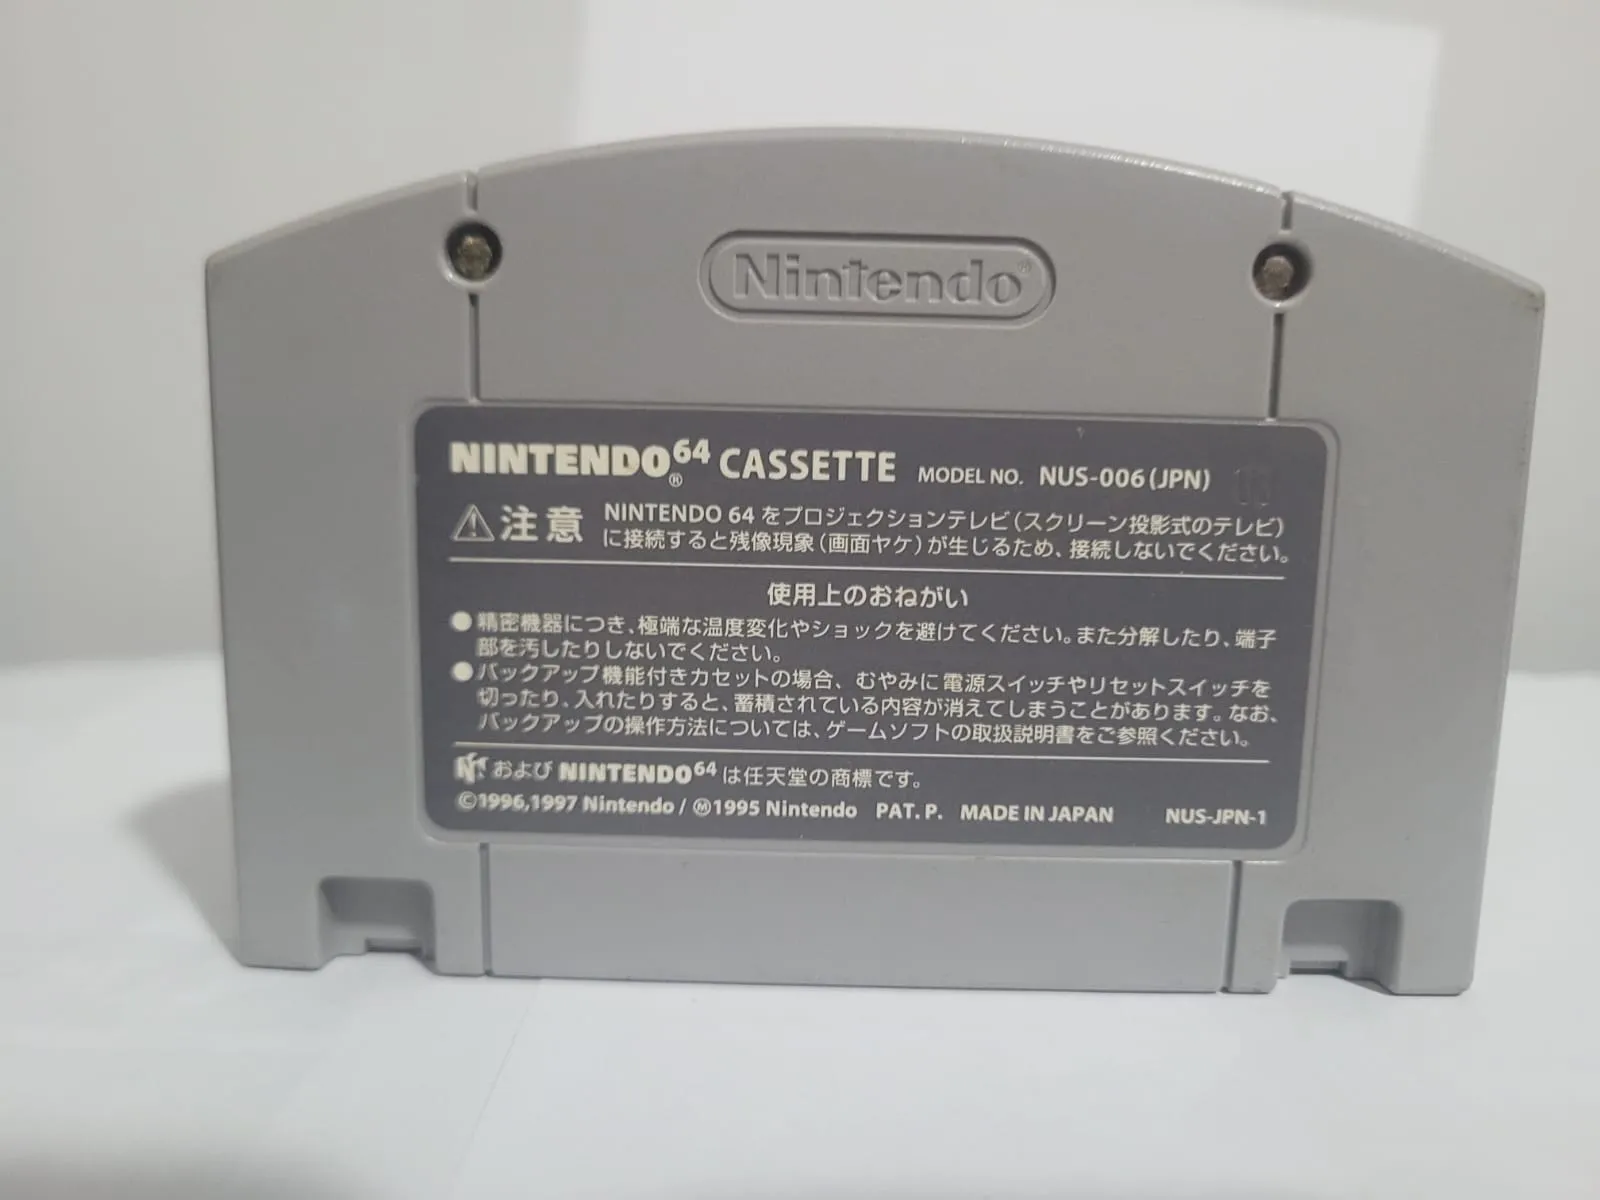 Nintendo®
NINTENDO®64 CASSETTE MODEL NO. NUS-006(JPN)
⚠注意 NINTENDO 64 をプロジェクションテレビ(スクリーン投影式のテレビ)
に接続すると残像現象(画面ヤケ)が生じるため、接続しないでください。
使用上のおねがい
●精密機器につき、極端な温度変化やショックを避けてください。また分解したり、端子
部を汚したりしないでください。
●バックアップ機能付きカセットの場合、むやみに電源スイッチやリセットスイッチを
切ったり、入れたりすると、蓄積されている内容が消えてしまうことがあります。なお、
バックアップの操作方法については、ゲームソフトの取扱説明書をご参照ください。
および NINTENDO64 は任天堂の商標です。
©1996,1997 Nintendo / Ⓜ1995 Nintendo PAT. P. MADE IN JAPAN NUS-JPN-1